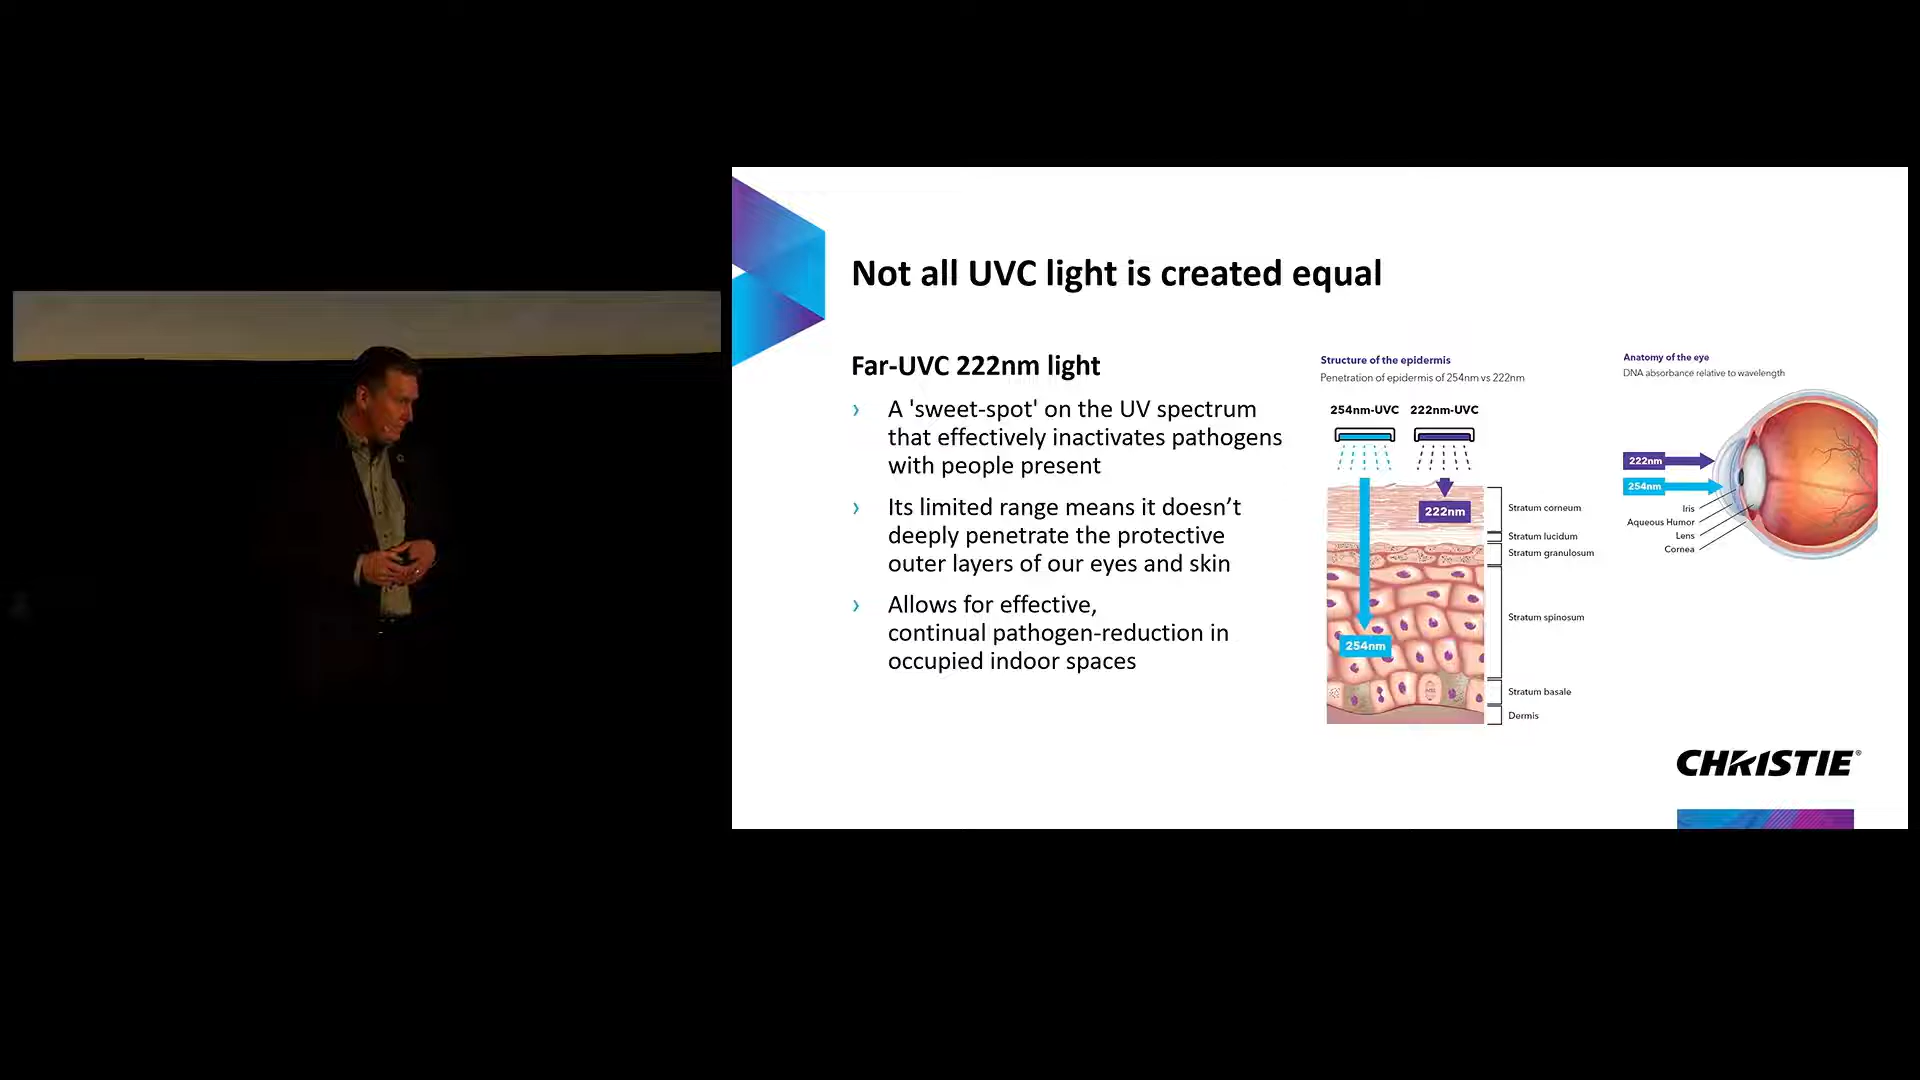 Not all UVC light is created equal
Far-UVC 222nm light
› A 'sweet-spot' on the UV spectrum
that effectively inactivates pathogens
with people present
› Its limited range means it doesn’t
deeply penetrate the protective
outer layers of our eyes and skin
› Allows for effective,
continual pathogen-reduction in
occupied indoor spaces
Structure of the epidermis
Penetration of epidermis of 254nm vs 222nm
254nm-UVC 222nm-UVC
222nm
254nm
Stratum corneum
Stratum lucidum
Stratum granulosum
Stratum spinosum
Stratum basale
Dermis
Anatomy of the eye
DNA absorbance relative to wavelength
222nm
254nm
Iris
Aqueous Humor
Lens
Cornea
CHRISTIE®